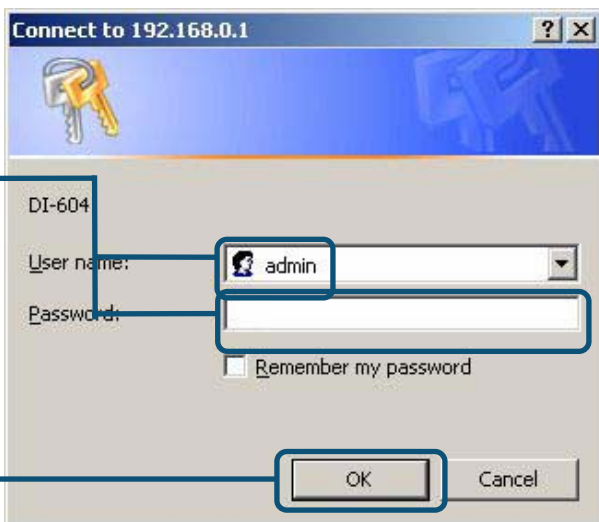 Connect to 192.168.0.1
DI-604
User name: admin
Password:
Remember my password
OK Cancel